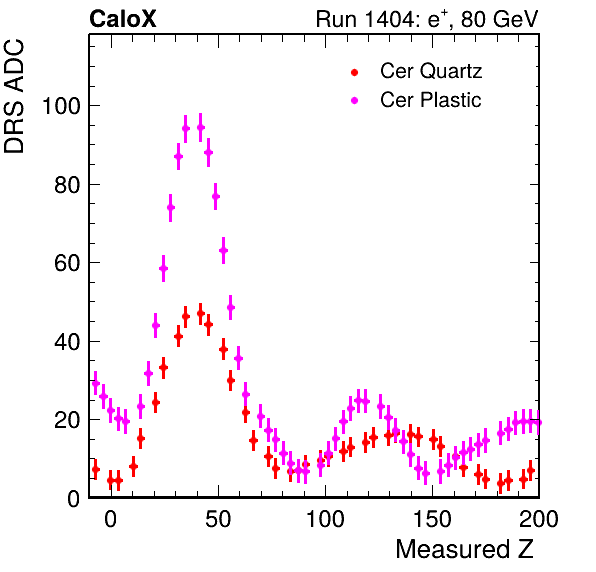 CaloX Run 1404: e⁺, 80 GeV
DRS ADC
Cer Quartz
Cer Plastic
100
80
60
40
20
0
0 50 100 150 200
Measured Z